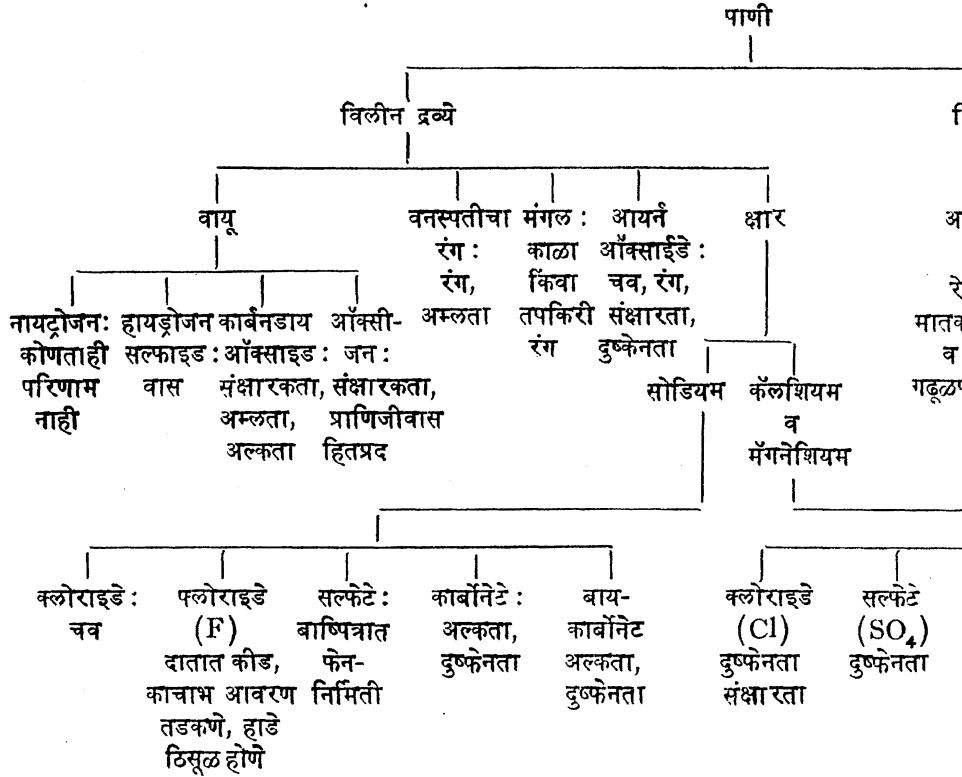 पाणी
विलीन द्रव्ये
वायू
वनस्पतीचा
रंग :
रंग,
अम्लता
मंगल :
काळा
किंवा
तपकिरी
रंग
आयर्न
ऑक्साईडे :
चव, रंग,
संक्षारता,
दुष्केनता
क्षार
नायट्रोजन:
कोणताही
परिणाम
नाही
हायड्रोजन
सल्फाइड :
वास
कार्बनडाय
ऑक्साइड :
संक्षारकता,
अम्लता,
अल्कता
ऑक्सी-
जन :
संक्षारकता,
प्राणिजीवास
हितप्रद
सोडियम
कॅलशियम
व
मॅगनेशियम
रे
मातक
व
गढूळप
क्लोराइडे :
चव
फ्लोराइडे
(F)
दातात कीड,
काचाभ आवरण
तडकणे, हाडे
ठिसूळ होणे
सल्फेटे :
बाष्पित्रात
फेन-
निर्मिती
कार्बोनेटे :
अल्कता,
दुष्फेनता
बाय-
कार्बोनेट
अल्कता,
दुष्फेनता
क्लोराइडे
(Cl)
दुष्फेनता
संक्षारता
सल्फेटे
(SO₄)
दुष्फेनता